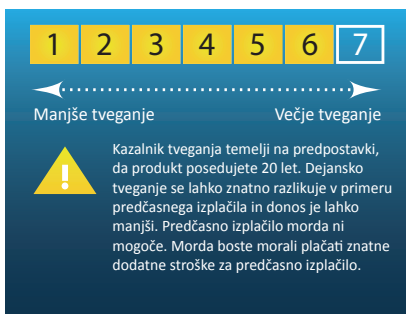 1 2 3 4 5 6 7
Manjše tveganje Večje tveganje
!
Kazalnik tveganja temelji na predpostavki,
da produkt posedujete 20 let. Dejansko
tveganje se lahko znatno razlikuje v primeru
predčasnega izplačila in donos je lahko
manjši. Predčasno izplačilo morda ni
mogoče. Morda boste morali plačati znatne
dodatne stroške za predčasno izplačilo.